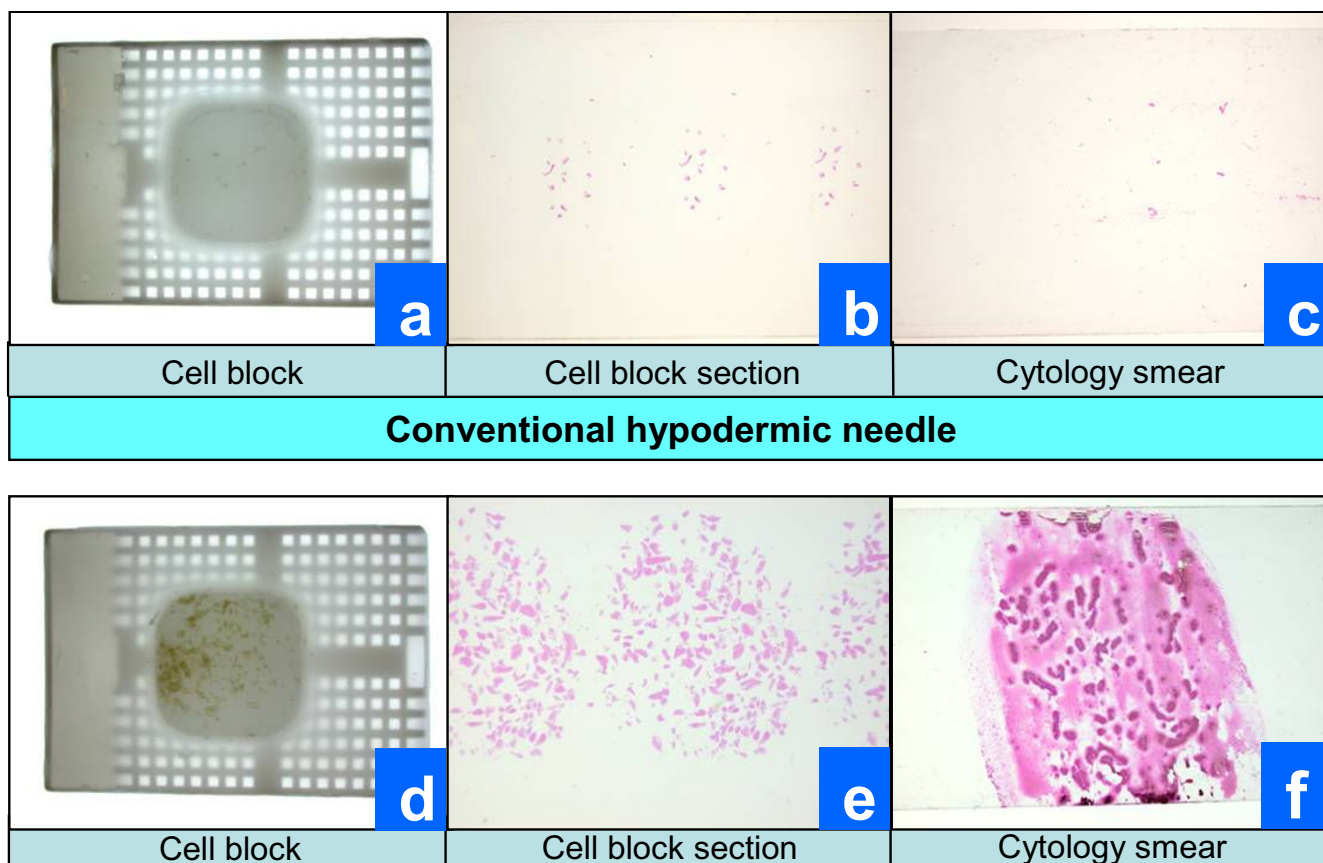 a
b
c
Cell block
Cell block section
Cytology smear
Conventional hypodermic needle
d
e
f
Cell block
Cell block section
Cytology smear